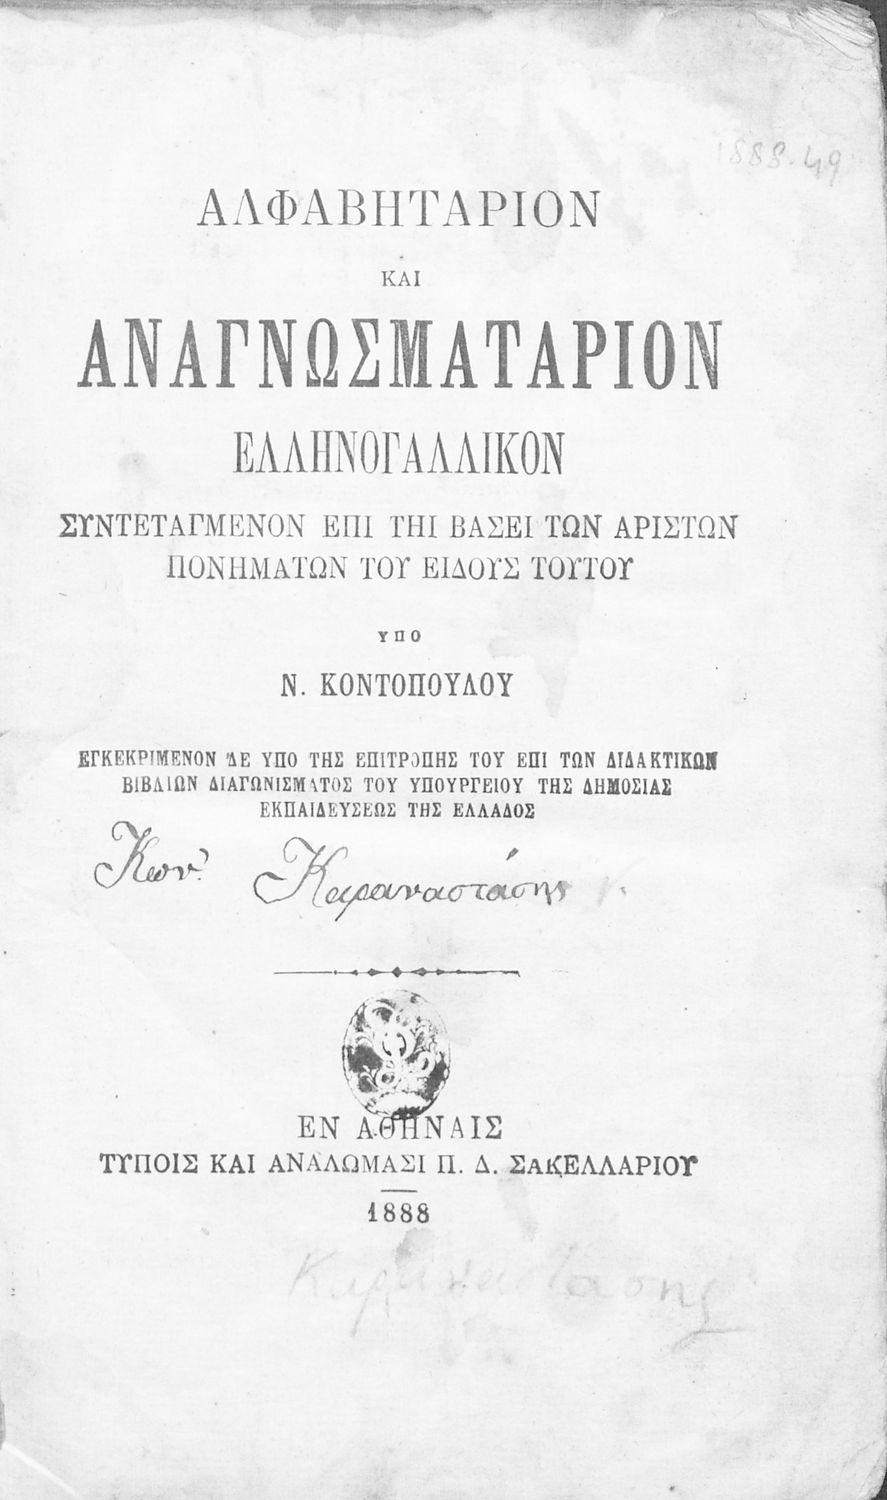 1888.49
ΑΛΦΑΒΗΤΑΡΙΟΝ
ΚΑΙ
ΑΝΑΓΝΩΣΜΑΤΑΡΙΟΝ
ΕΛΛΗΝΟΓΑΛΛΙΚΟΝ
ΣΥΝΤΕΤΑΓΜΕΝΟΝ ΕΠΙ ΤΗΙ ΒΑΣΕΙ ΤΩΝ ΑΡΙΣΤΩΝ
ΠΟΝΗΜΑΤΩΝ ΤΟΥ ΕΙΔΟΥΣ ΤΟΥΤΟΥ
ΥΠΟ
Ν. ΚΟΝΤΟΠΟΥΛΟΥ
ΕΓΚΕΚΡΙΜΕΝΟΝ ΔΕ ΥΠΟ ΤΗΣ ΕΠΙΤΡΟΠΗΣ ΤΟΥ ΕΠΙ ΤΩΝ ΔΙΔΑΚΤΙΚΩΝ
ΒΙΒΛΙΩΝ ΔΙΑΓΩΝΙΣΜΑΤΟΣ ΤΟΥ ΥΠΟΥΡΓΕΙΟΥ ΤΗΣ ΔΗΜΟΣΙΑΣ
ΕΚΠΑΙΔΕΥΣΕΩΣ ΤΗΣ ΕΛΛΑΔΟΣ
Κων. Καραναστάσης
ΕΝ ΑΘΗΝΑΙΣ
ΤΥΠΟΙΣ ΚΑΙ ΑΝΑΛΩΜΑΣΙ Π. Δ. ΣΑΚΕΛΛΑΡΙΟΥ
1888
Καραναστασης